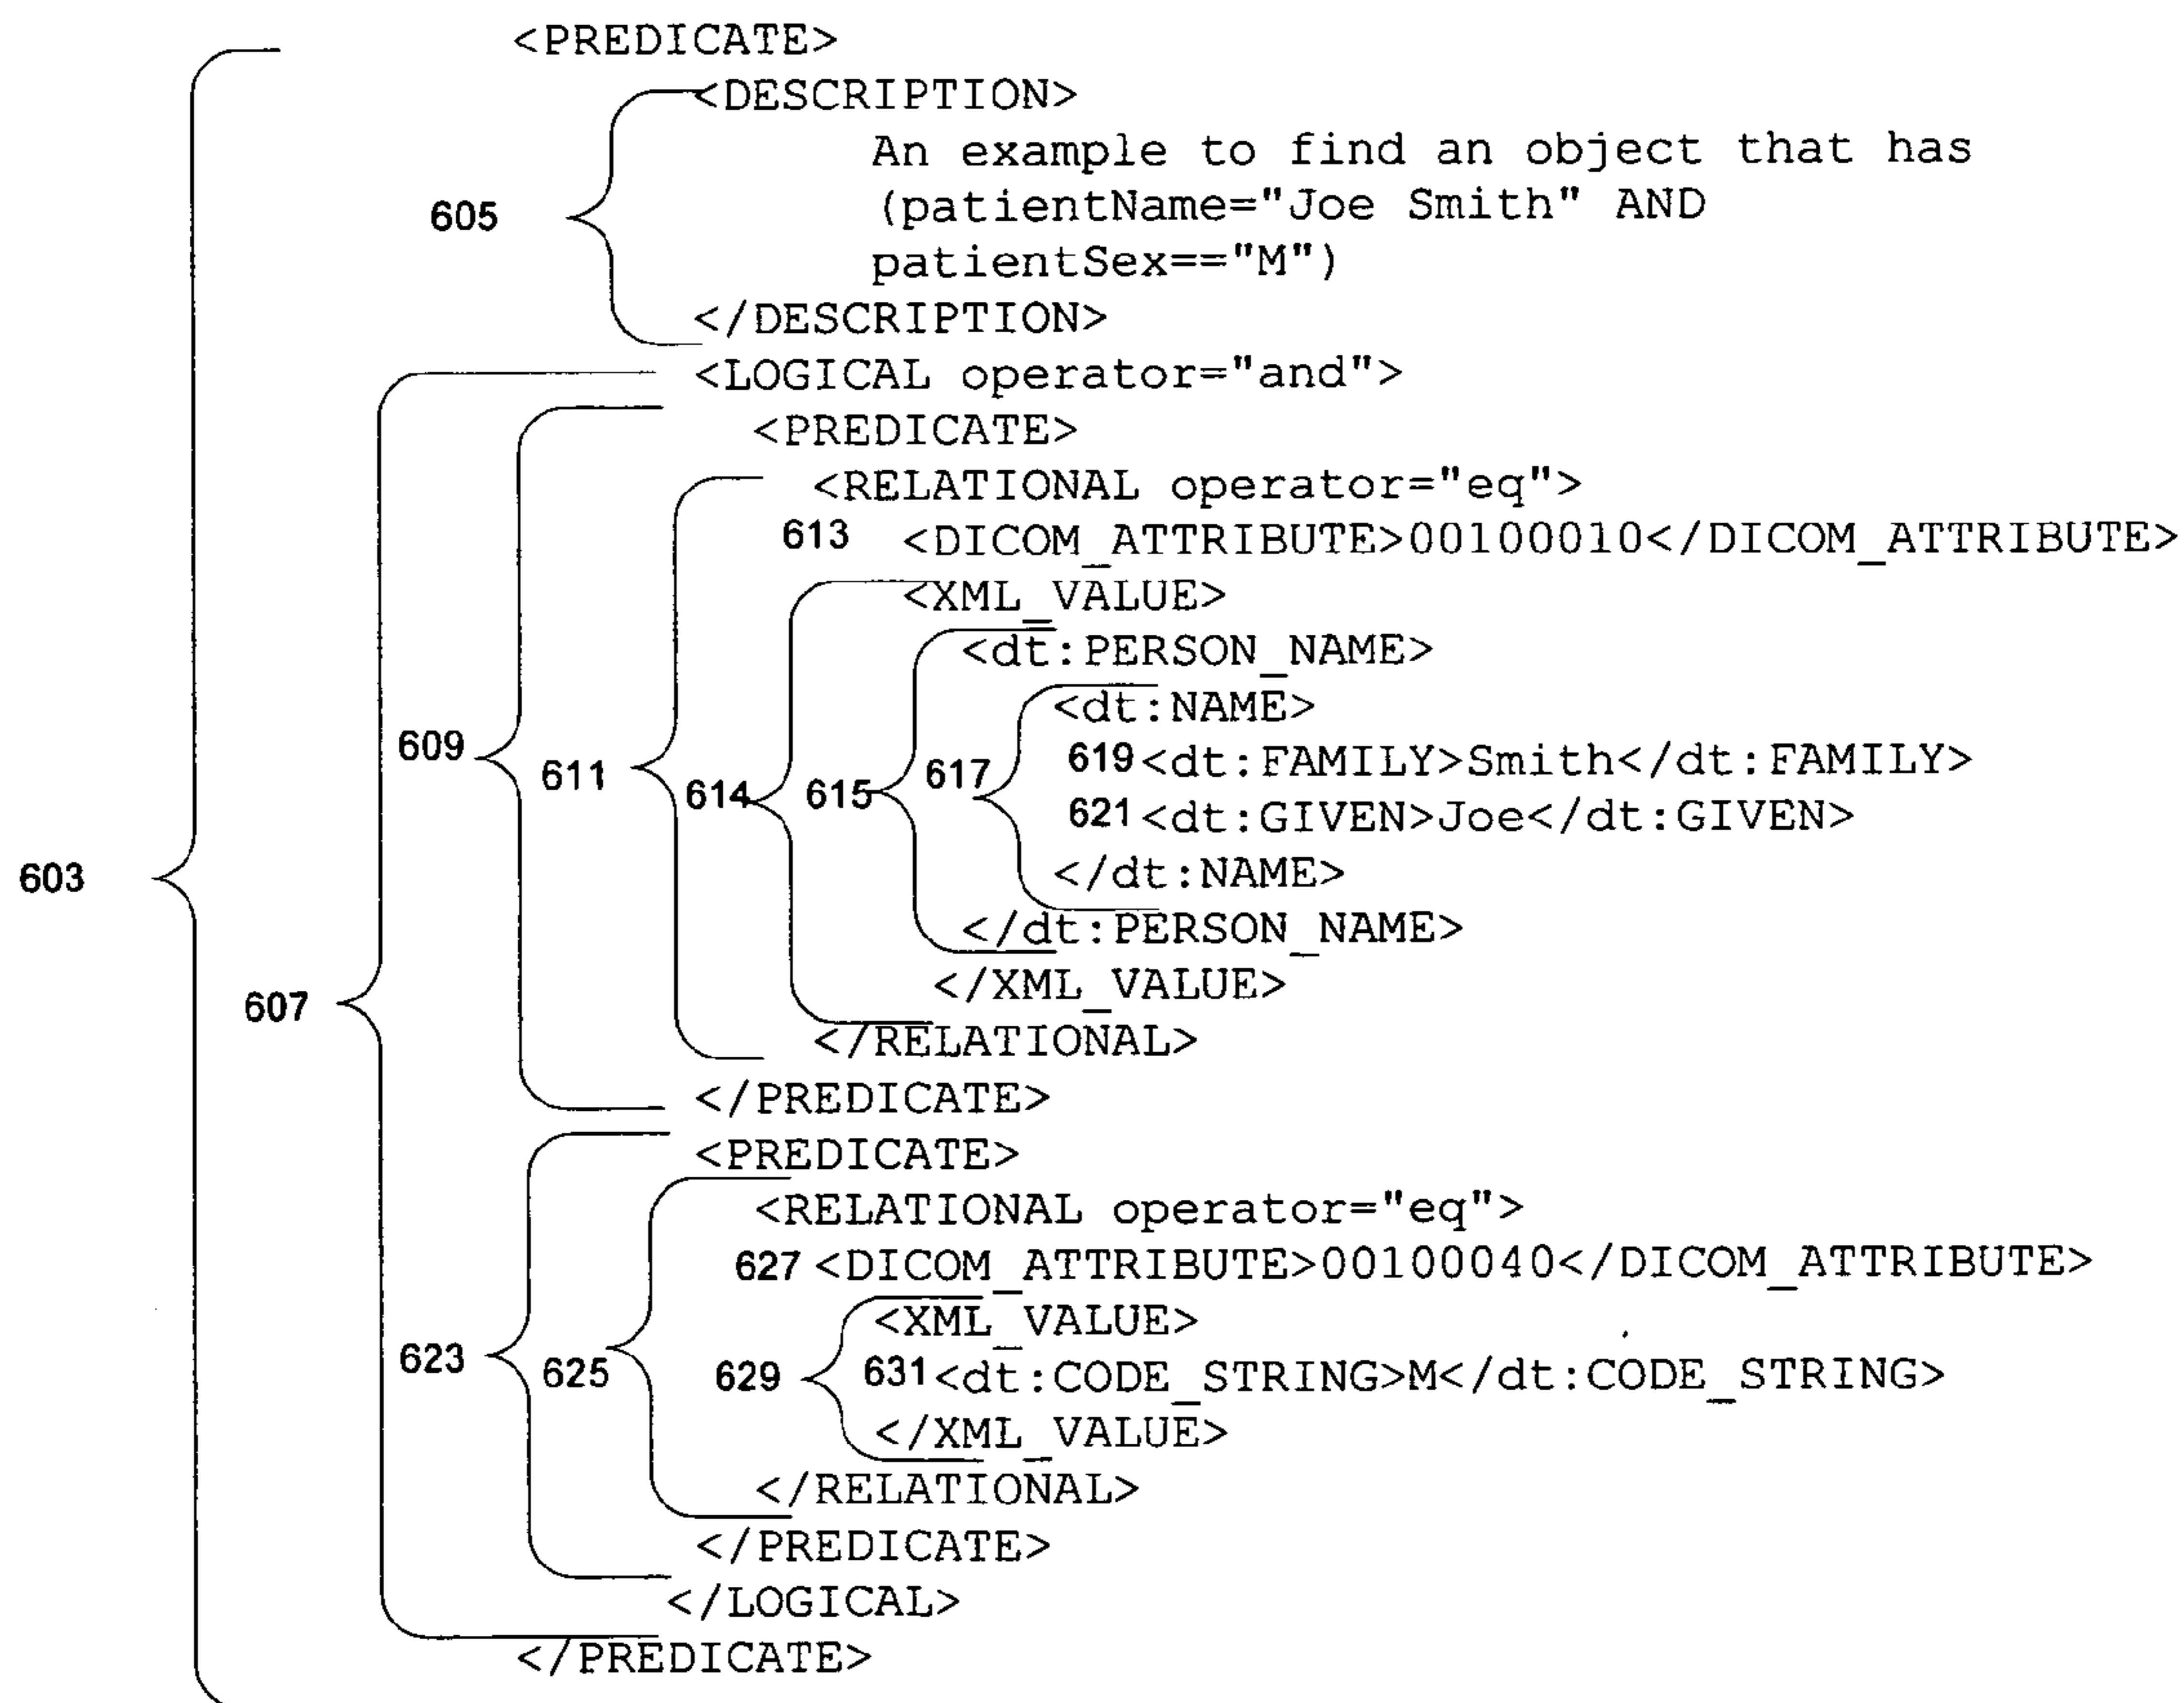 <PREDICATE>
<DESCRIPTION>
An example to find an object that has
(patientName="Joe Smith" AND
605
patientSex=="M")
</DESCRIPTION>
<LOGICAL operator="and">
<PREDICATE>
<RELATIONAL operator="eq">
613 <DICOM_ATTRIBUTE>00100010</DICOM_ATTRIBUTE>
<XML_VALUE>
<dt:PERSON_NAME>
<dt:NAME>
609
619 <dt:FAMILY>Smith</dt:FAMILY>
611 614 615 617
621 <dt:GIVEN>Joe</dt:GIVEN>
603
</dt:NAME>
</dt:PERSON_NAME>
</XML_VALUE>
607
</RELATIONAL>
</PREDICATE>
<PREDICATE>
<RELATIONAL operator="eq">
627 <DICOM_ATTRIBUTE>00100040</DICOM_ATTRIBUTE>
<XML_VALUE>
623 625 629 631 <dt:CODE_STRING>M</dt:CODE_STRING>
</XML_VALUE>
</RELATIONAL>
</PREDICATE>
</LOGICAL>
</PREDICATE>